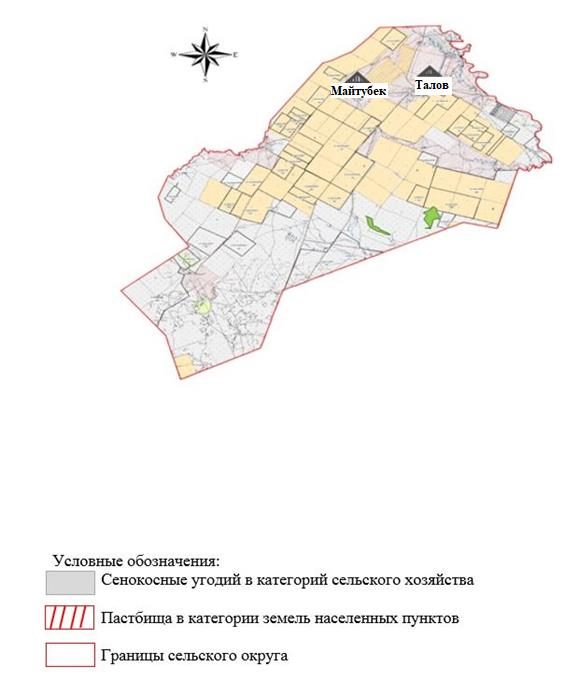 N
W
E
S
Майтубек
Талов
Условные обозначения:
Сенокосные угодий в категорий сельского хозяйства
Пастбища в категории земель населенных пунктов
Границы сельского округа